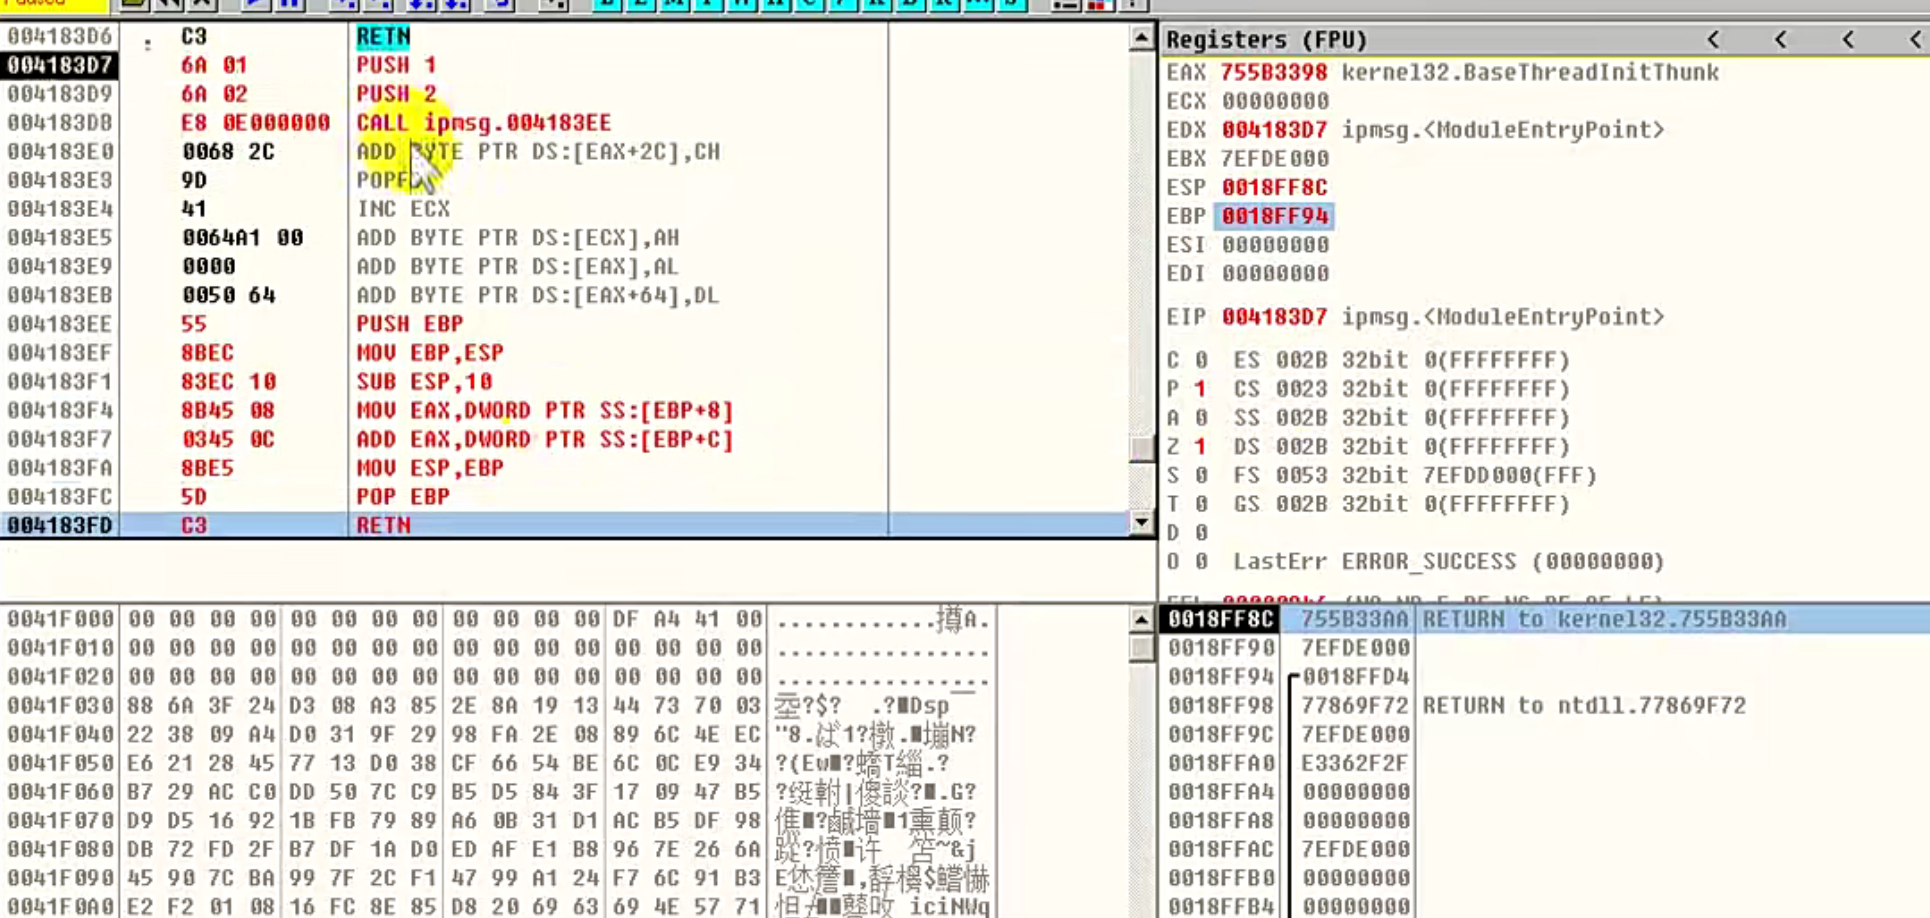 Paused
004183D6 . C3 RETN
004183D7 6A 01 PUSH 1
004183D9 6A 02 PUSH 2
004183DB E8 0E000000 CALL ipmsg.004183EE
004183E0 0068 2C ADD BYTE PTR DS:[EAX+2C],CH
004183E3 9D POPFD
004183E4 41 INC ECX
004183E5 0064A1 00 ADD BYTE PTR DS:[ECX],AH
004183E9 0000 ADD BYTE PTR DS:[EAX],AL
004183EB 0050 64 ADD BYTE PTR DS:[EAX+64],DL
004183EE 55 PUSH EBP
004183EF 8BEC MOV EBP,ESP
004183F1 83EC 10 SUB ESP,10
004183F4 8B45 08 MOV EAX,DWORD PTR SS:[EBP+8]
004183F7 0345 0C ADD EAX,DWORD PTR SS:[EBP+C]
004183FA 8BE5 MOV ESP,EBP
004183FC 5D POP EBP
004183FD C3 RETN
Registers (FPU) < < < <
EAX 755B3398 kernel32.BaseThreadInitThunk
ECX 00000000
EDX 004183D7 ipmsg.<ModuleEntryPoint>
EBX 7EFDE000
ESP 0018FF8C
EBP 0018FF94
ESI 00000000
EDI 00000000
EIP 004183D7 ipmsg.<ModuleEntryPoint>
C 0 ES 002B 32bit 0(FFFFFFFF)
P 1 CS 0023 32bit 0(FFFFFFFF)
A 0 SS 002B 32bit 0(FFFFFFFF)
Z 1 DS 002B 32bit 0(FFFFFFFF)
S 0 FS 0053 32bit 7EFDD000(FFF)
T 0 GS 002B 32bit 0(FFFFFFFF)
D 0
O 0 LastErr ERROR_SUCCESS (00000000)
0041F000 00 00 00 00 00 00 00 00 00 00 00 00 DF A4 41 00 ............撙A.
0041F010 00 00 00 00 00 00 00 00 00 00 00 00 00 00 00 00 ................
0041F020 00 00 00 00 00 00 00 00 00 00 00 00 00 00 00 00 ................
0041F030 88 6A 3F 24 D3 08 A3 85 2E 8A 19 13 44 73 70 03
0041F040 22 38 09 A4 D0 31 9F 29 98 FA 2E 08 89 6C 4E EC
0041F050 E6 21 28 45 77 13 D0 38 CF 66 54 BE 6C 0C E9 34
0041F060 B7 29 AC C0 DD 50 7C C9 B5 D5 84 3F 17 09 47 B5
0041F070 D9 D5 16 92 1B FB 79 89 A6 0B 31 D1 AC B5 DF 98
0041F080 DB 72 FD 2F B7 DF 1A D0 ED AF E1 B8 96 7E 26 6A
0041F090 45 90 7C BA 99 7F 2C F1 47 99 A1 24 F7 6C 91 B3
0041F0A0 E2 F2 01 08 16 FC 8E 85 D8 20 69 63 69 4E 57 71
0018FF8C 755B33AA RETURN to kernel32.755B33AA
0018FF90 7EFDE000
0018FF94 0018FFD4
0018FF98 77869F72 RETURN to ntdll.77869F72
0018FF9C 7EFDE000
0018FFA0 E3362F2F
0018FFA4 00000000
0018FFA8 00000000
0018FFAC 7EFDE000
0018FFB0 00000000
0018FFB4 00000000